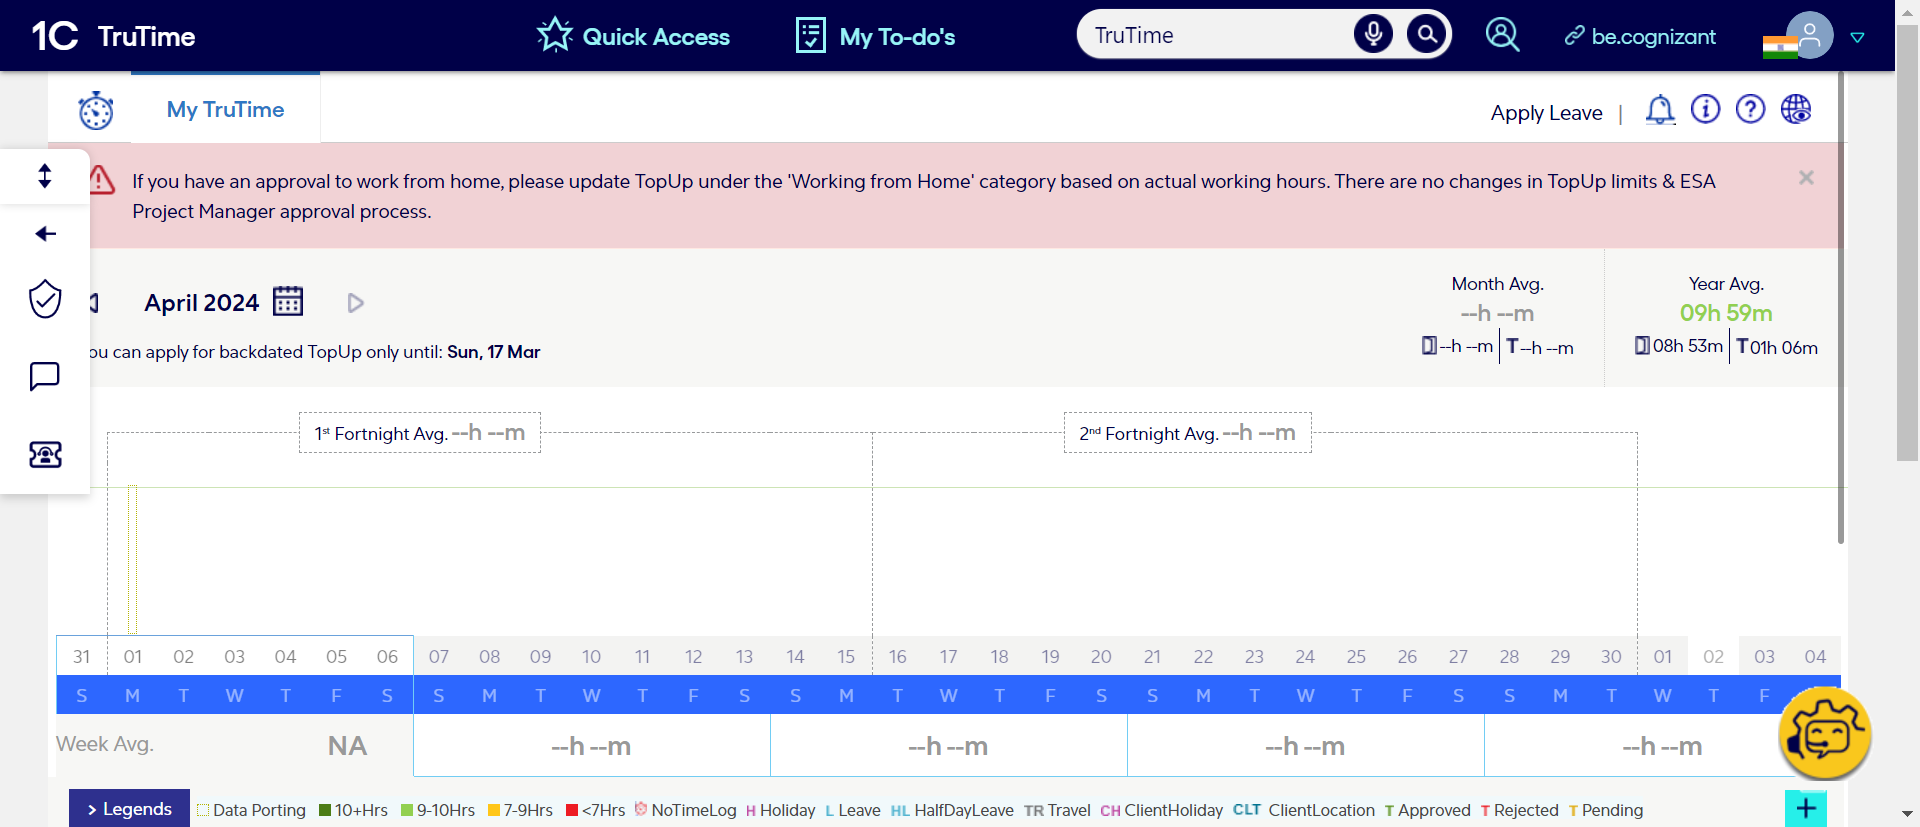 1C TruTime
Quick Access
My To-do's
TruTime
be.cognizant
My TruTime
Apply Leave |
If you have an approval to work from home, please update TopUp under the 'Working from Home' category based on actual working hours. There are no changes in TopUp limits & ESA
Project Manager approval process.
April 2024
ou can apply for backdated TopUp only until: Sun, 17 Mar
Month Avg.
--h --m
--h --m T--h --m
Year Avg.
09h 59m
08h 53m T01h 06m
1st Fortnight Avg. --h --m
2nd Fortnight Avg. --h --m
31 01 02 03 04 05 06 07 08 09 10 11 12 13 14 15 16 17 18 19 20 21 22 23 24 25 26 27 28 29 30 01 02 03 04
S M T W T F S S M T W T F S S M T W T F S S M T W T F S S M T W T F
Week Avg. NA --h --m --h --m --h --m --h --m
> Legends
Data Porting 10+Hrs 9-10Hrs 7-9Hrs <7Hrs NoTimeLog H Holiday L Leave HL HalfDayLeave TR Travel CH ClientHoliday CLT ClientLocation T Approved T Rejected T Pending
+